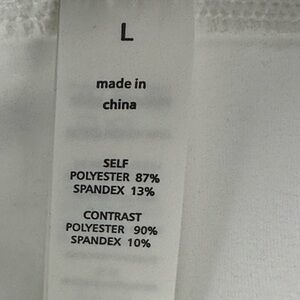 L
made in
china
SELF
POLYESTER 87%
SPANDEX 13%
CONTRAST
POLYESTER 90%
SPANDEX 10%